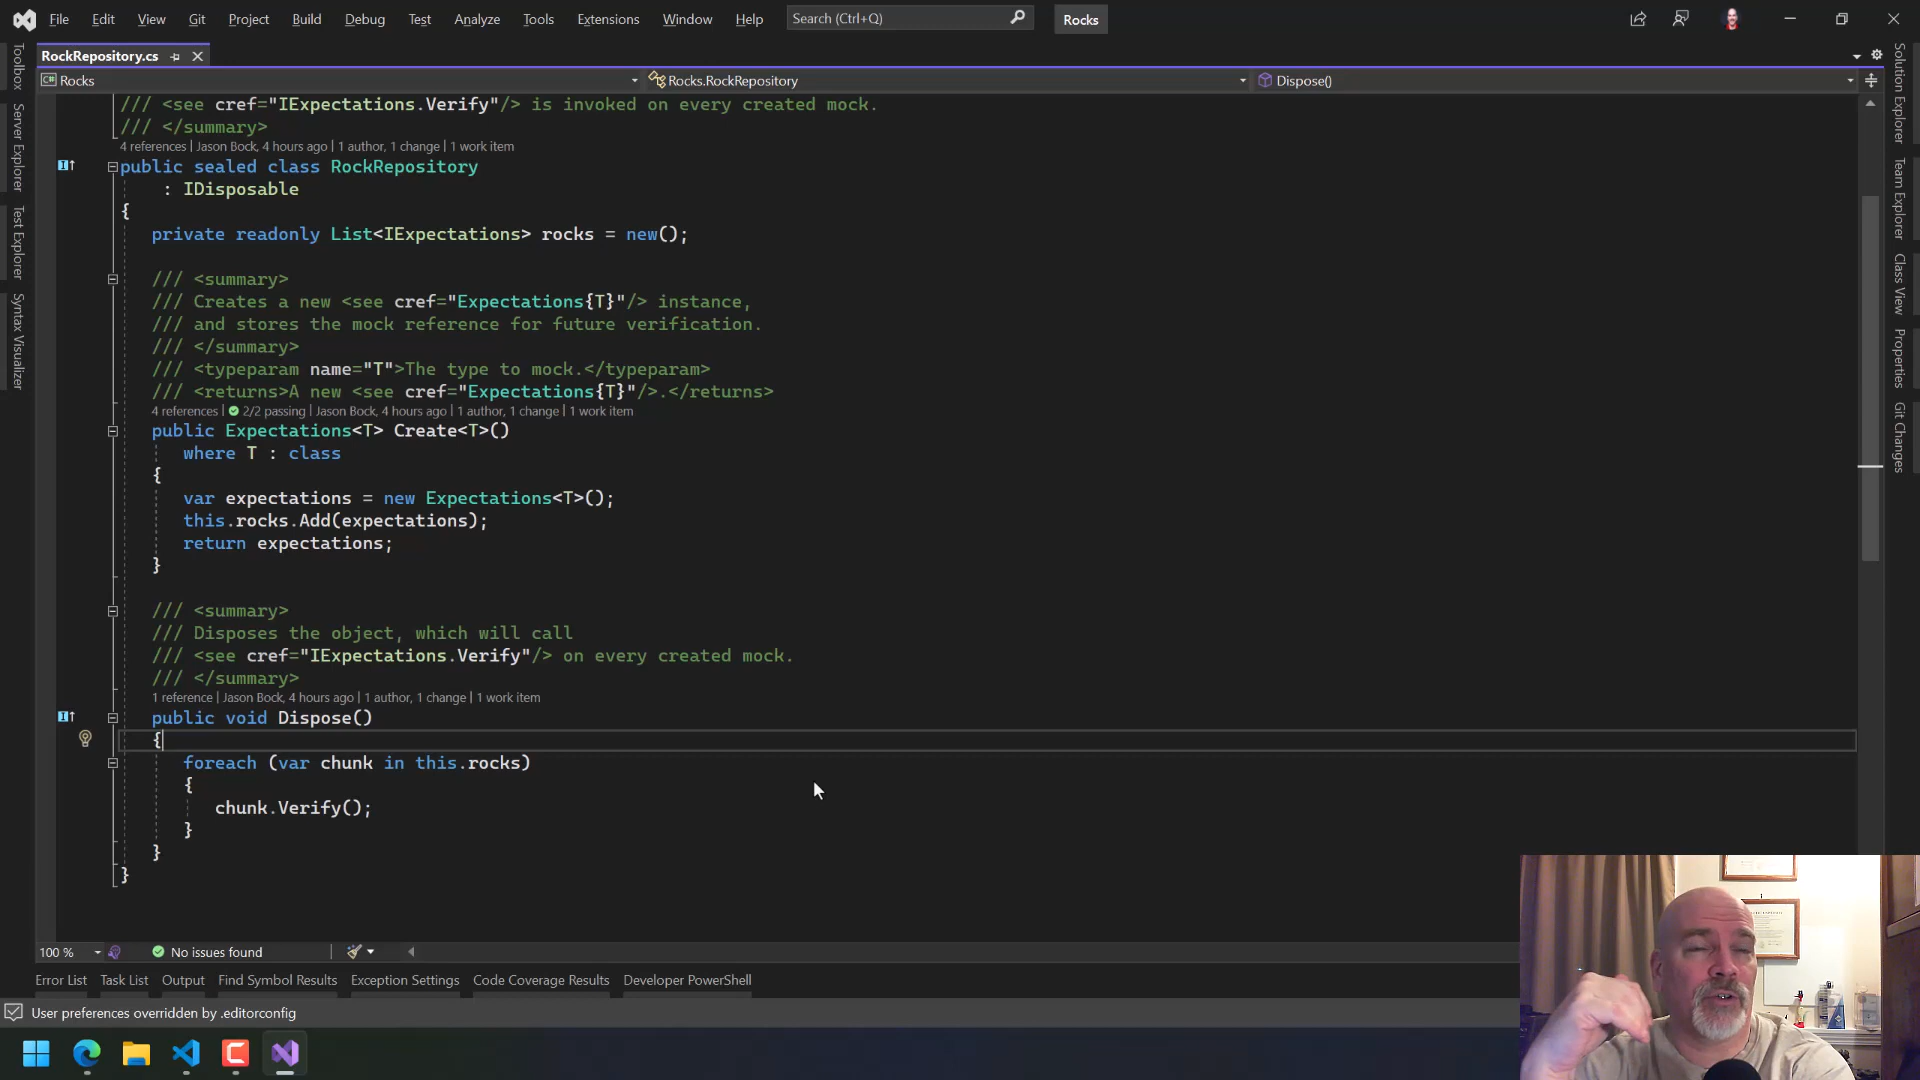 File Edit View Git Project Build Debug Test Analyze Tools Extensions Window Help Search (Ctrl+Q) Rocks
RockRepository.cs
Rocks Rocks.RockRepository Dispose()
Toolbox
Server Explorer
Test Explorer
Syntax Visualizer
/// <see cref="IExpectations.Verify"/> is invoked on every created mock.
/// </summary>
4 references | Jason Bock, 4 hours ago | 1 author, 1 change | 1 work item
public sealed class RockRepository
: IDisposable
{
private readonly List<IExpectations> rocks = new();
/// <summary>
/// Creates a new <see cref="Expectations{T}"/> instance,
/// and stores the mock reference for future verification.
/// </summary>
/// <typeparam name="T">The type to mock.</typeparam>
/// <returns>A new <see cref="Expectations{T}"/>.</returns>
4 references | 2/2 passing | Jason Bock, 4 hours ago | 1 author, 1 change | 1 work item
public Expectations<T> Create<T>()
where T : class
{
var expectations = new Expectations<T>();
this.rocks.Add(expectations);
return expectations;
}
/// <summary>
/// Disposes the object, which will call
/// <see cref="IExpectations.Verify"/> on every created mock.
/// </summary>
1 reference | Jason Bock, 4 hours ago | 1 author, 1 change | 1 work item
public void Dispose()
{
foreach (var chunk in this.rocks)
{
chunk.Verify();
}
}
}
Solution Explorer
Team Explorer
Class View
Properties
Git Changes
100 % No issues found
Error List Task List Output Find Symbol Results Exception Settings Code Coverage Results Developer PowerShell
User preferences overridden by .editorconfig